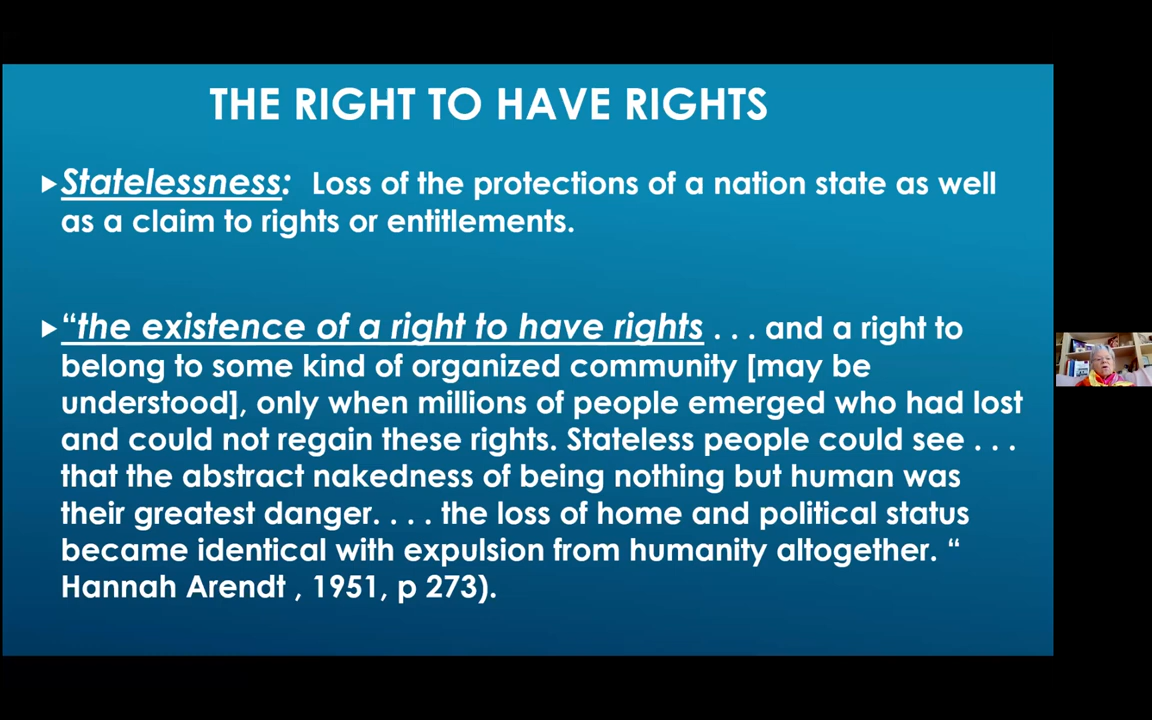 THE RIGHT TO HAVE RIGHTS
Statelessness: Loss of the protections of a nation state as well
as a claim to rights or entitlements.
“the existence of a right to have rights . . . and a right to
belong to some kind of organized community [may be
understood], only when millions of people emerged who had lost
and could not regain these rights. Stateless people could see . . .
that the abstract nakedness of being nothing but human was
their greatest danger. . . . the loss of home and political status
became identical with expulsion from humanity altogether. “
Hannah Arendt , 1951, p 273).